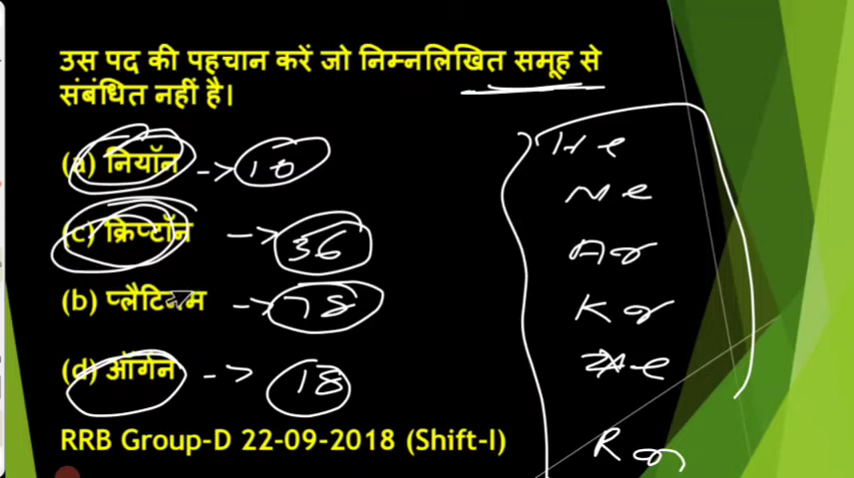 उस पद की पहचान करें जो निम्नलिखित समूह से
संबंधित नहीं है।
(a) नियॉन -> 10
(c) क्रिप्टॉन -> 36
(b) प्लैटिनम -> 78
(d) ऑर्गन -> 18
RRB Group-D 22-09-2018 (Shift-I)
He
Ne
Ar
Kr
Xe
Rn